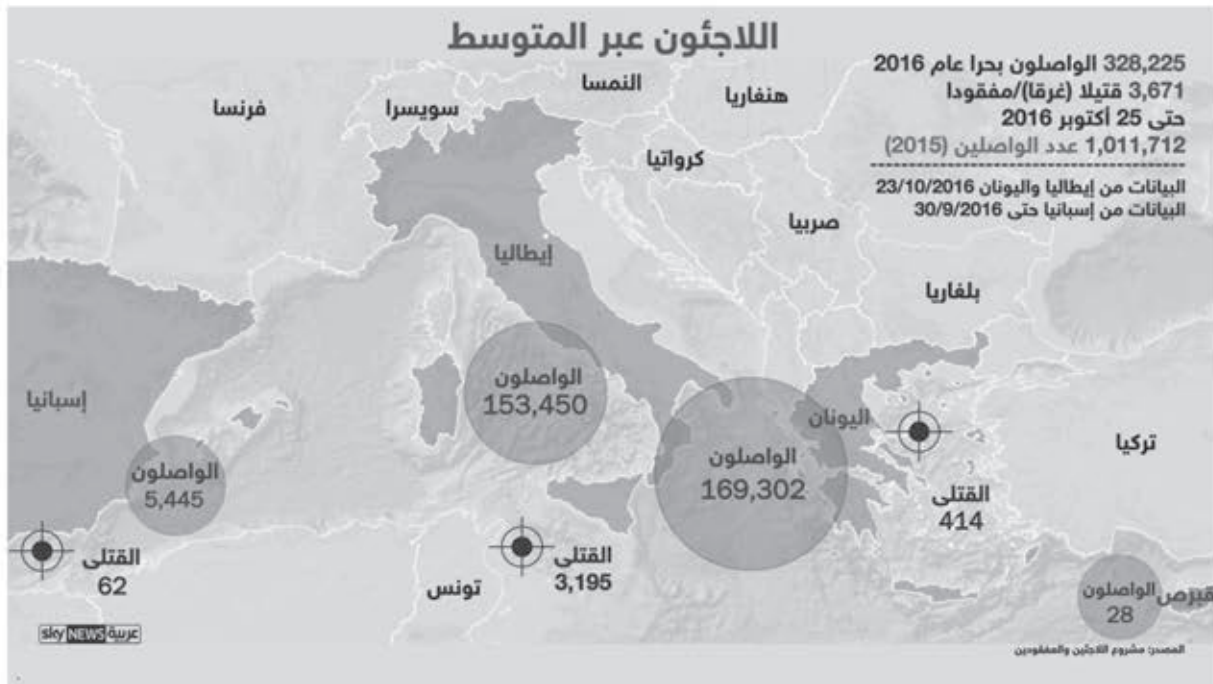 اللاجئون عبر المتوسط
328,225 الواصلون بحرا عام 2016
3,671 قتيلا (غرقا)/مفقودا
حتى 25 أكتوبر 2016
1,011,712 عدد الواصلين (2015)
البيانات من إيطاليا واليونان 23/10/2016
البيانات من إسبانيا حتى 30/9/2016
هنغاريا
النمسا
سويسرا
فرنسا
كرواتيا
صربيا
بلغاريا
إيطاليا
إسبانيا
اليونان
تركيا
الواصلون
153,450
الواصلون
169,302
الواصلون
5,445
القتلى
414
القتلى
3,195
القتلى
62
تونس
قبرص
الواصلون
28
المصدر: مشروع اللاجئين والمفقودين
sky NEWS عربية